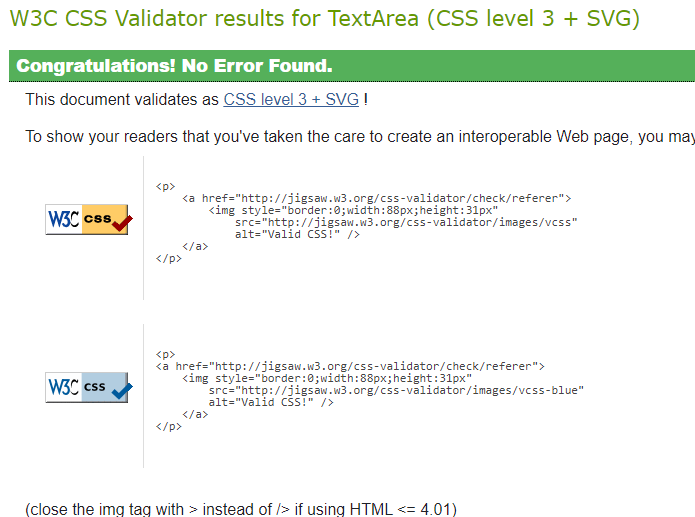 W3C CSS Validator results for TextArea (CSS level 3 + SVG)
Congratulations! No Error Found.
This document validates as CSS level 3 + SVG !
To show your readers that you've taken the care to create an interoperable Web page, you may
W3C css
<p>
<a href="http://jigsaw.w3.org/css-validator/check/referer">
<img style="border:0;width:88px;height:31px"
src="http://jigsaw.w3.org/css-validator/images/vcss"
alt="Valid CSS!" />
</a>
</p>
W3C css
<p>
<a href="http://jigsaw.w3.org/css-validator/check/referer">
<img style="border:0;width:88px;height:31px"
src="http://jigsaw.w3.org/css-validator/images/vcss-blue"
alt="Valid CSS!" />
</a>
</p>
(close the img tag with > instead of /> if using HTML <= 4.01)